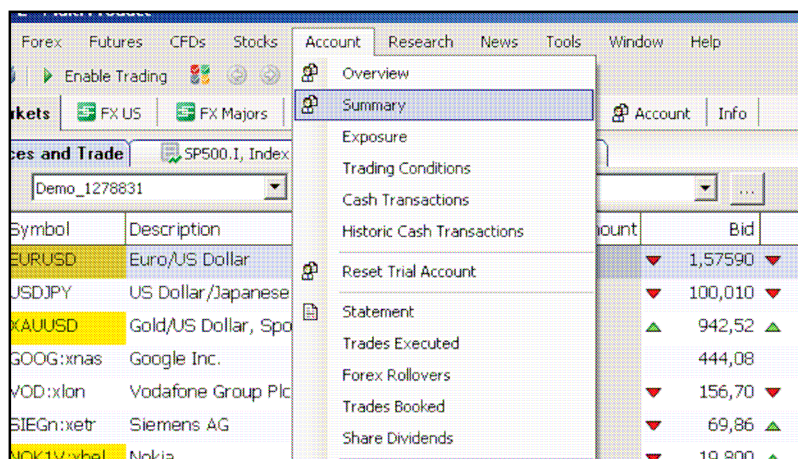 Forex Futures CFDs Stocks Account Research News Tools Window Help
Enable Trading
Overview
FX US FX Majors
Summary
Account Info
Exposure
and Trade SP500.I, Index
Trading Conditions
Demo_1278831
Cash Transactions
...
Symbol Description
Historic Cash Transactions
Bid
EURUSD Euro/US Dollar 1,57590
Reset Trial Account
USDJPY US Dollar/Japanese 100,010
Statement
XAUUSD Gold/US Dollar, Spo 942,52
Trades Executed
GOOG:xnas Google Inc. 444,08
Forex Rollovers
VOD:xlon Vodafone Group Plc 156,70
Trades Booked
SIEGn:xetr Siemens AG 69,86
Share Dividends
NOK1V:xhel Nokia 19,800